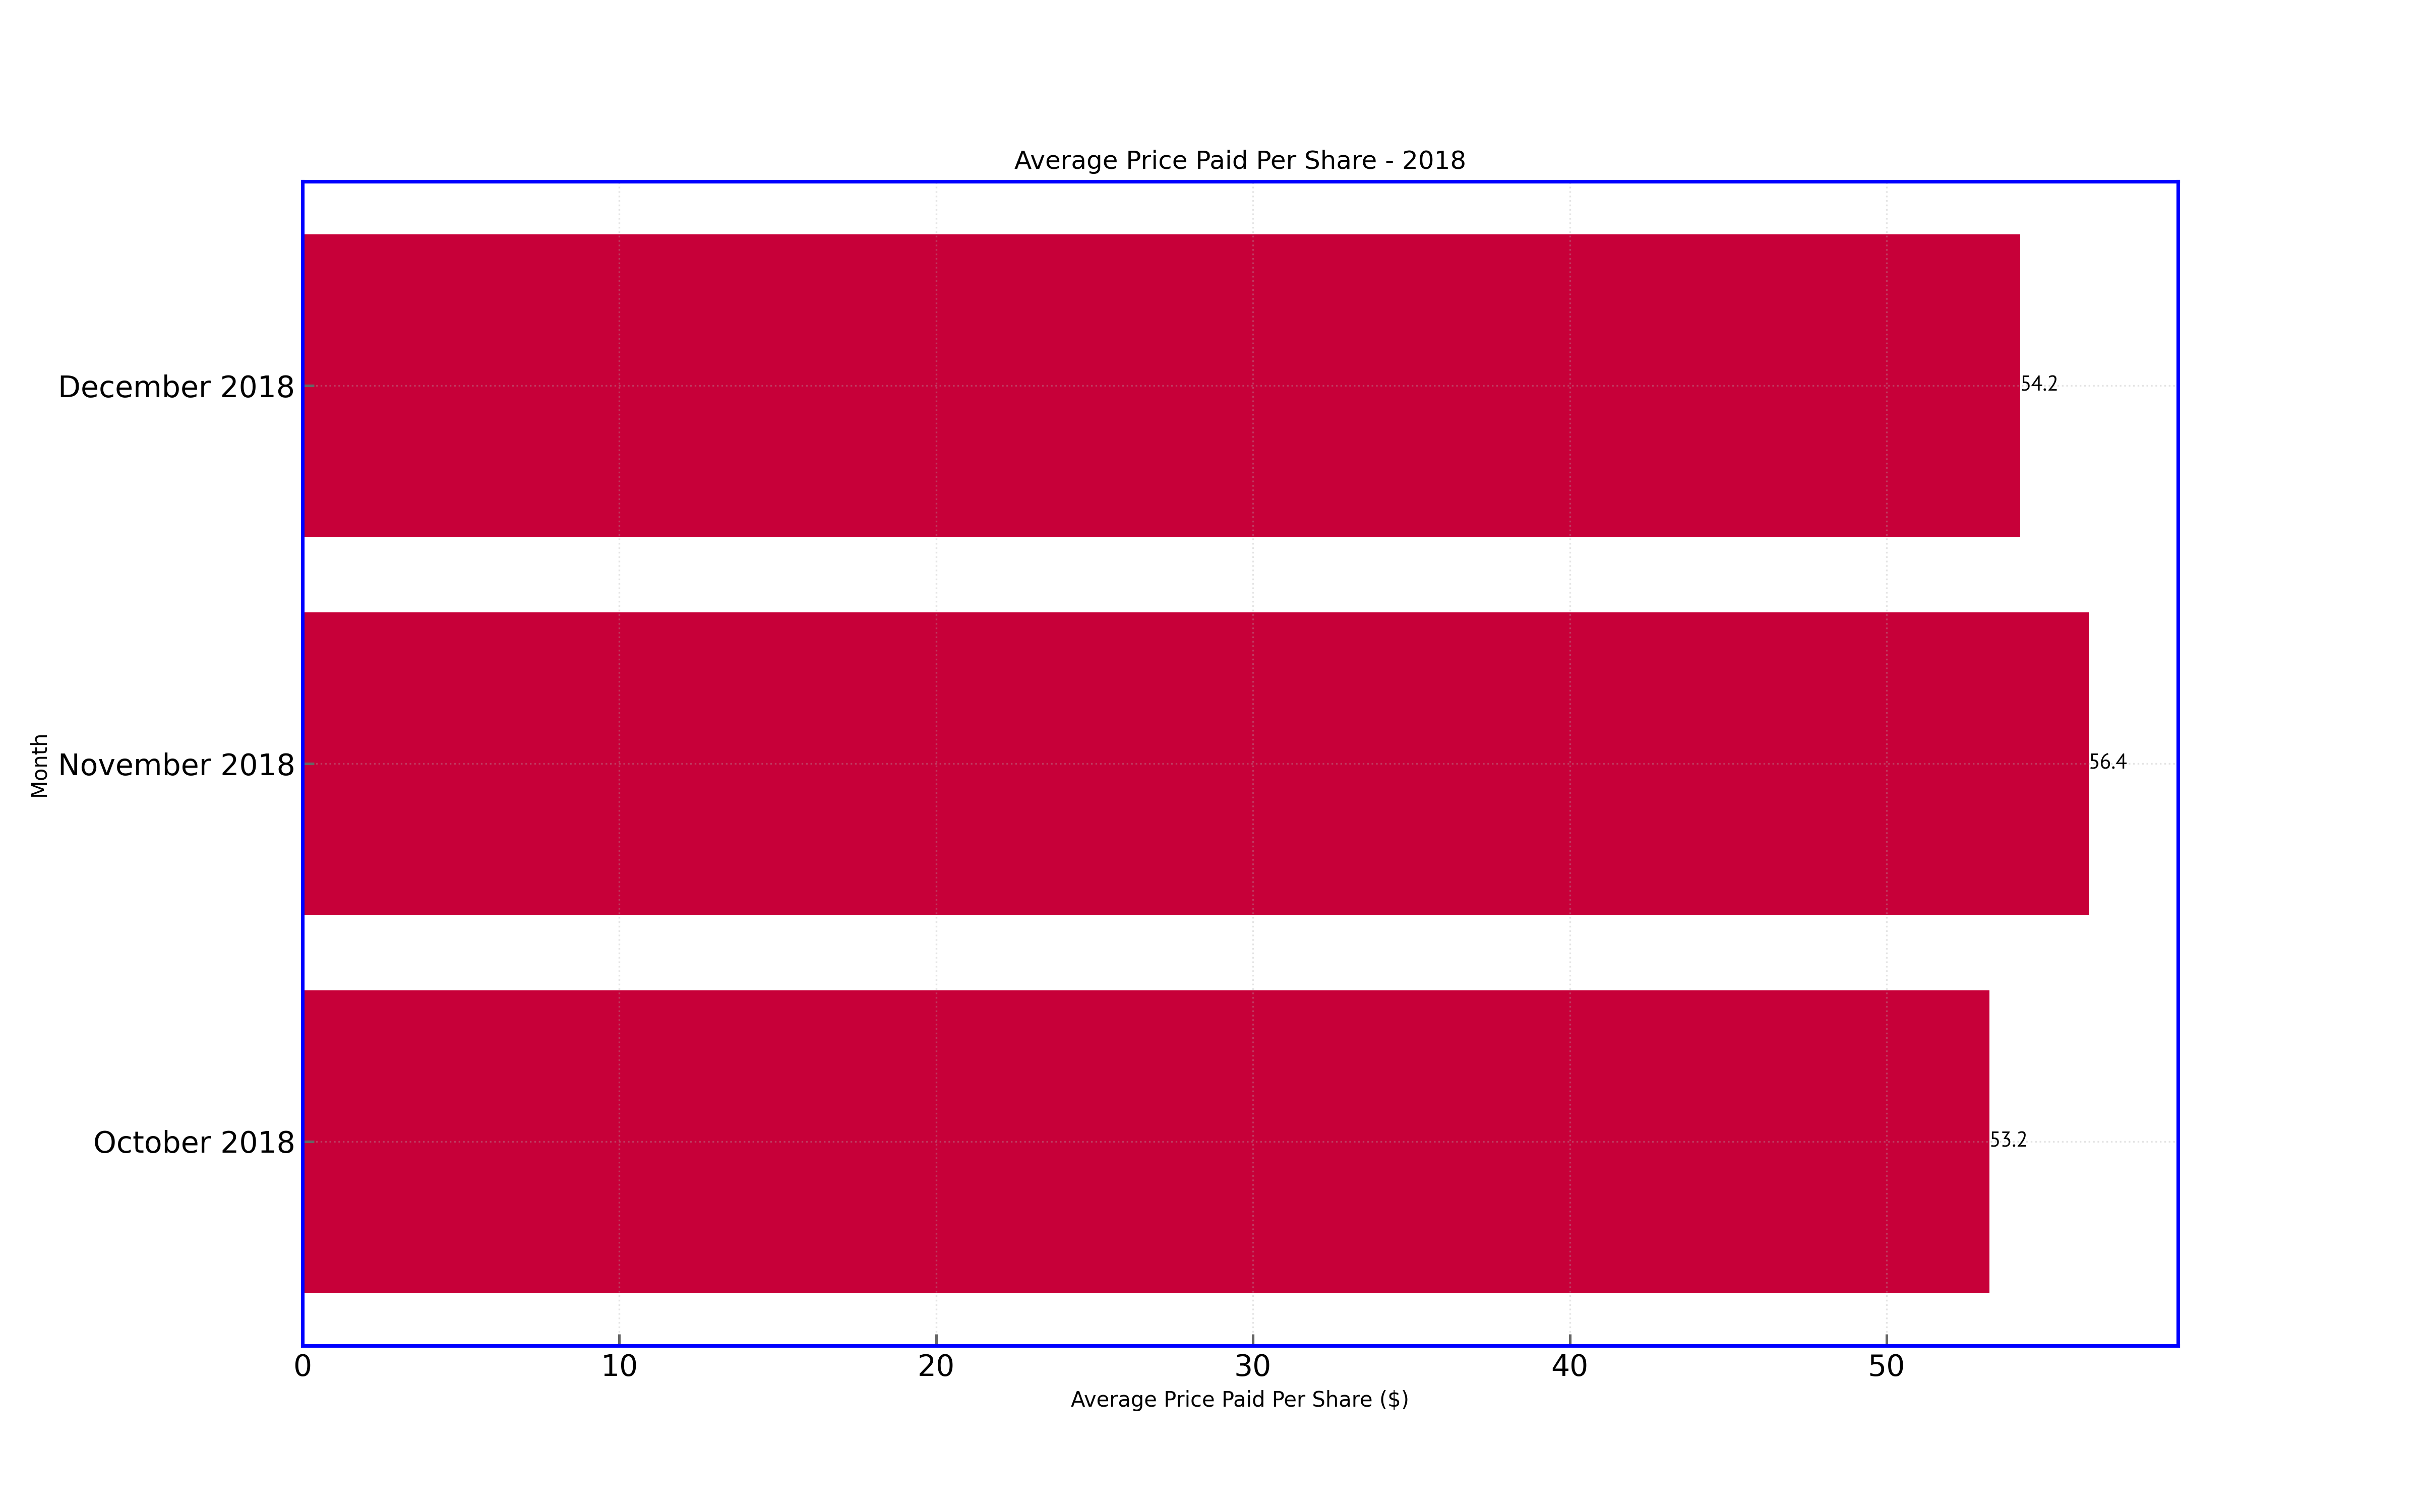 Average Price Paid Per Share - 2018
December 2018
54.2
Month
November 2018
56.4
October 2018
53.2
0 10 20 30 40 50
Average Price Paid Per Share ($)